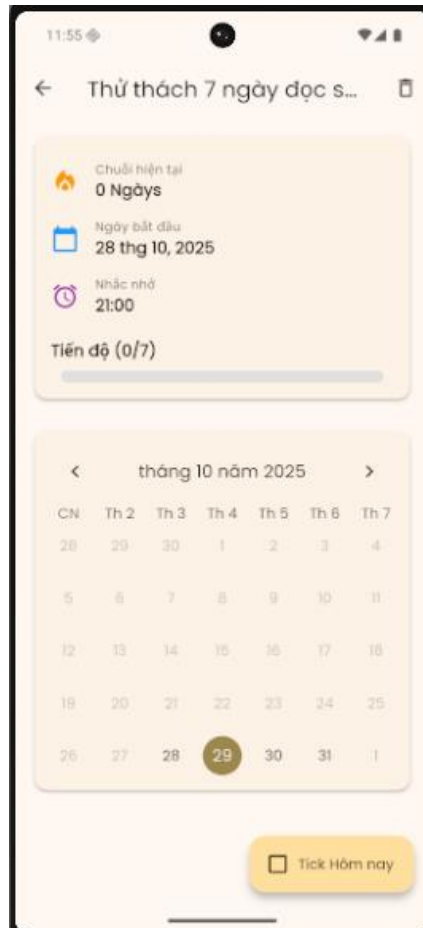 11:55
Thử thách 7 ngày đọc s...
Chuỗi hiện tại
0 Ngàys
Ngày bắt đầu
28 thg 10, 2025
Nhắc nhở
21:00
Tiến độ (0/7)
tháng 10 năm 2025
CN Th 2 Th 3 Th 4 Th 5 Th 6 Th 7
28 29 30 1 2 3 4
5 6 7 8 9 10 11
12 13 14 15 16 17 18
19 20 21 22 23 24 25
26 27 28 29 30 31 1
Tick Hôm nay